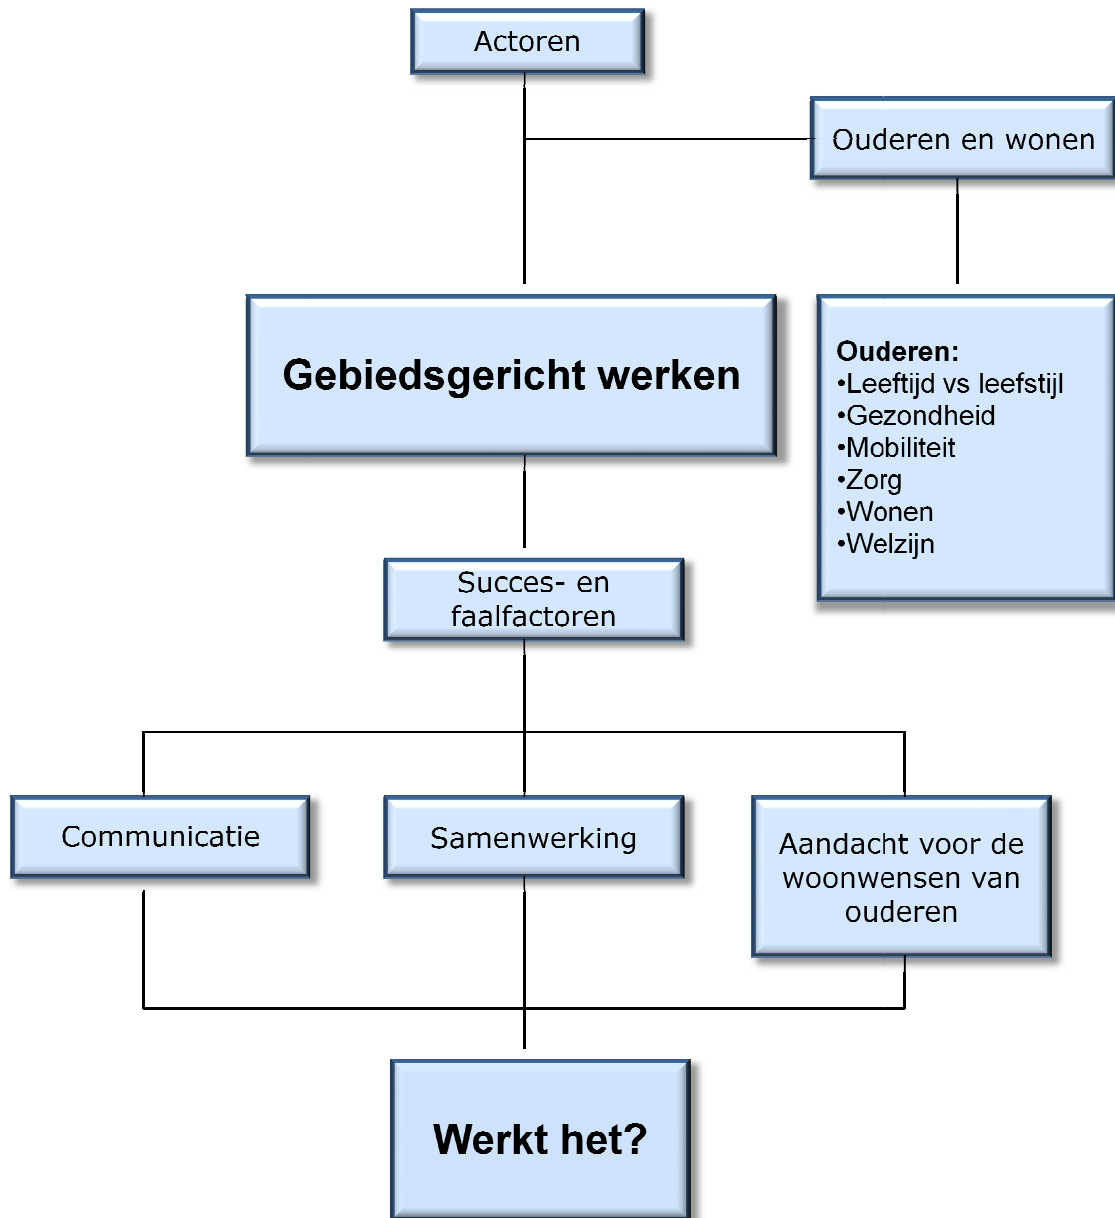 Actoren
Ouderen en wonen
Gebiedsgericht werken
Ouderen:
•Leeftijd vs leefstijl
•Gezondheid
•Mobiliteit
•Zorg
•Wonen
•Welzijn
Succes- en
faalfactoren
Communicatie
Samenwerking
Aandacht voor de
woonwensen van
ouderen
Werkt het?